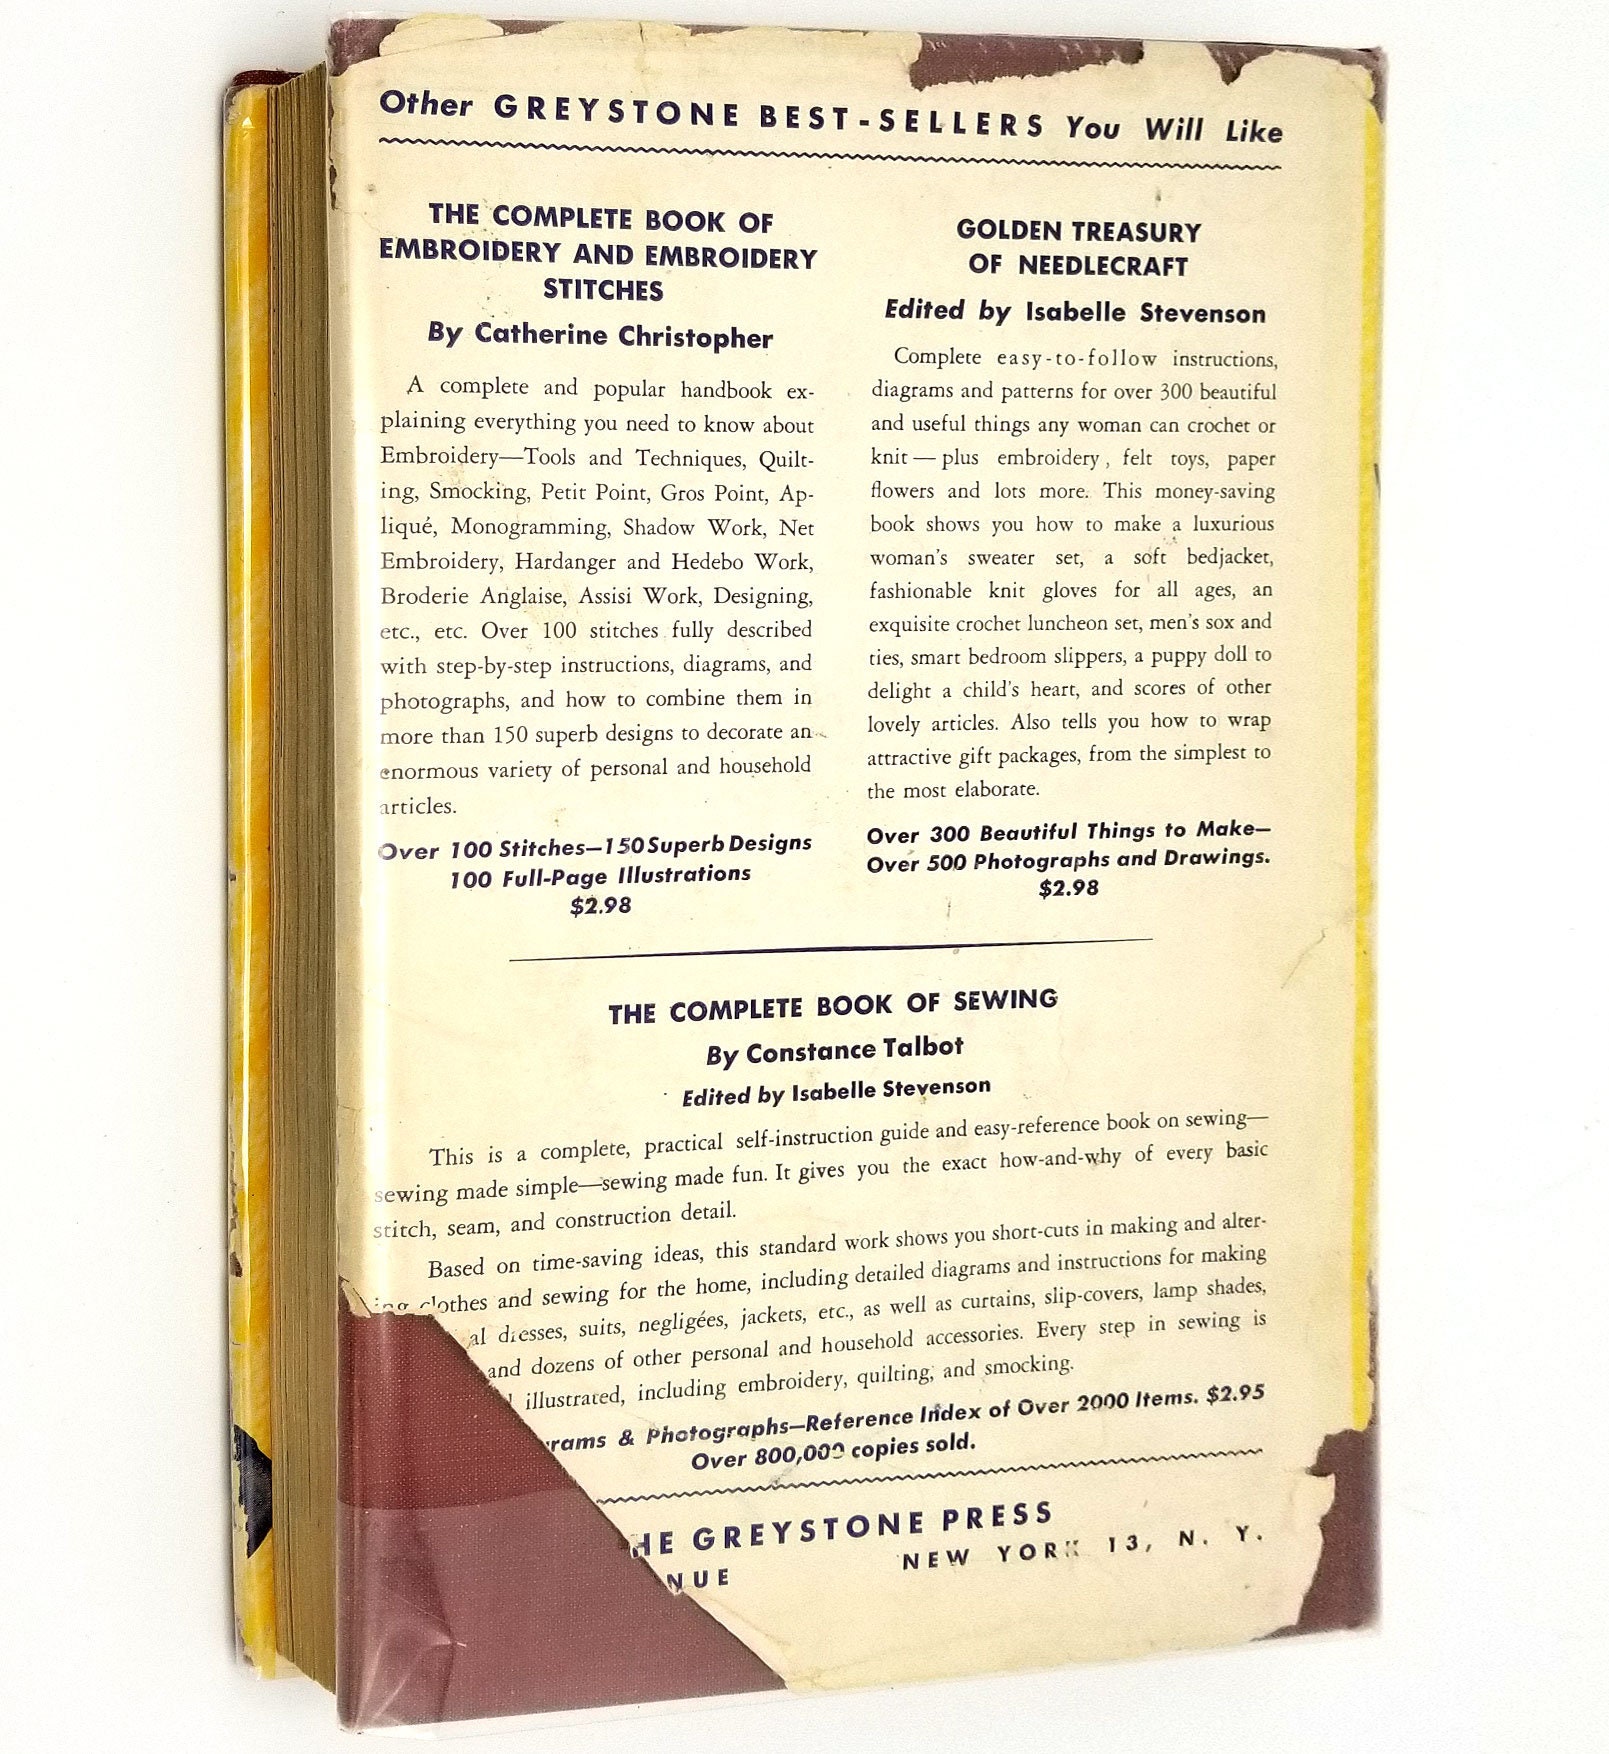 Other GREYSTONE BEST-SELLERS You Will Like
THE COMPLETE BOOK OF
EMBROIDERY AND EMBROIDERY
STITCHES
By Catherine Christopher
A complete and popular handbook ex-
plaining everything you need to know about
Embroidery—Tools and Techniques, Quilt-
ing, Smocking, Petit Point, Gros Point, Ap-
liqué, Monogramming, Shadow Work, Net
Embroidery, Hardanger and Hedebo Work,
Broderie Anglaise, Assisi Work, Designing,
etc., etc. Over 100 stitches fully described
with step-by-step instructions, diagrams, and
photographs, and how to combine them in
more than 150 superb designs to decorate an
enormous variety of personal and household
articles.
Over 100 Stitches—150 Superb Designs
100 Full-Page Illustrations
$2.98
GOLDEN TREASURY
OF NEEDLECRAFT
Edited by Isabelle Stevenson
Complete easy-to-follow instructions,
diagrams and patterns for over 300 beautiful
and useful things any woman can crochet or
knit — plus embroidery, felt toys, paper
flowers and lots more. This money-saving
book shows you how to make a luxurious
woman's sweater set, a soft bedjacket,
fashionable knit gloves for all ages, an
exquisite crochet luncheon set, men's sox and
ties, smart bedroom slippers, a puppy doll to
delight a child's heart, and scores of other
lovely articles. Also tells you how to wrap
attractive gift packages, from the simplest to
the most elaborate.
Over 300 Beautiful Things to Make—
Over 500 Photographs and Drawings.
$2.98
THE COMPLETE BOOK OF SEWING
By Constance Talbot
Edited by Isabelle Stevenson
This is a complete, practical self-instruction guide and easy-reference book on sewing—
sewing made simple—sewing made fun. It gives you the exact how-and-why of every basic
stitch, seam, and construction detail.
Based on time-saving ideas, this standard work shows you short-cuts in making and alter-
ing clothes and sewing for the home, including detailed diagrams and instructions for making
al dresses, suits, negligées, jackets, etc., as well as curtains, slip-covers, lamp shades,
and dozens of other personal and household accessories. Every step in sewing is
illustrated, including embroidery, quilting, and smocking.
rams & Photographs—Reference Index of Over 2000 Items. $2.95
Over 800,000 copies sold.
HE GREYSTONE PRESS
NUE NEW YORK 13, N. Y.